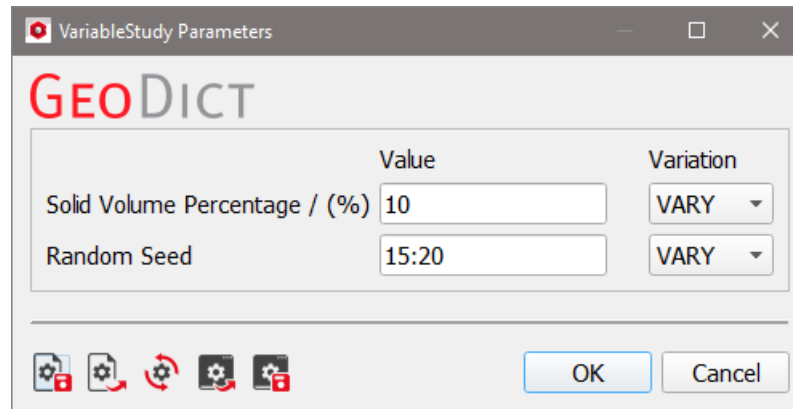 VariableStudy Parameters
GEODICT
Value Variation
Solid Volume Percentage / (%) 10 VARY
Random Seed 15:20 VARY
OK Cancel